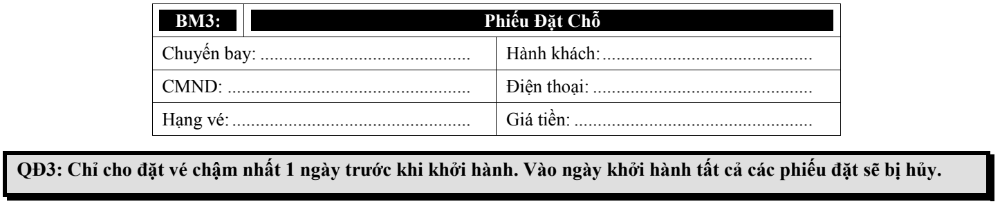 BM3: Phiếu Đặt Chỗ
Chuyến bay: ............................................. Hành khách: .............................................
CMND: .................................................... Điện thoại: ...............................................
Hạng vé: ................................................... Giá tiền: ...................................................
QĐ3: Chỉ cho đặt vé chậm nhất 1 ngày trước khi khởi hành. Vào ngày khởi hành tất cả các phiếu đặt sẽ bị hủy.